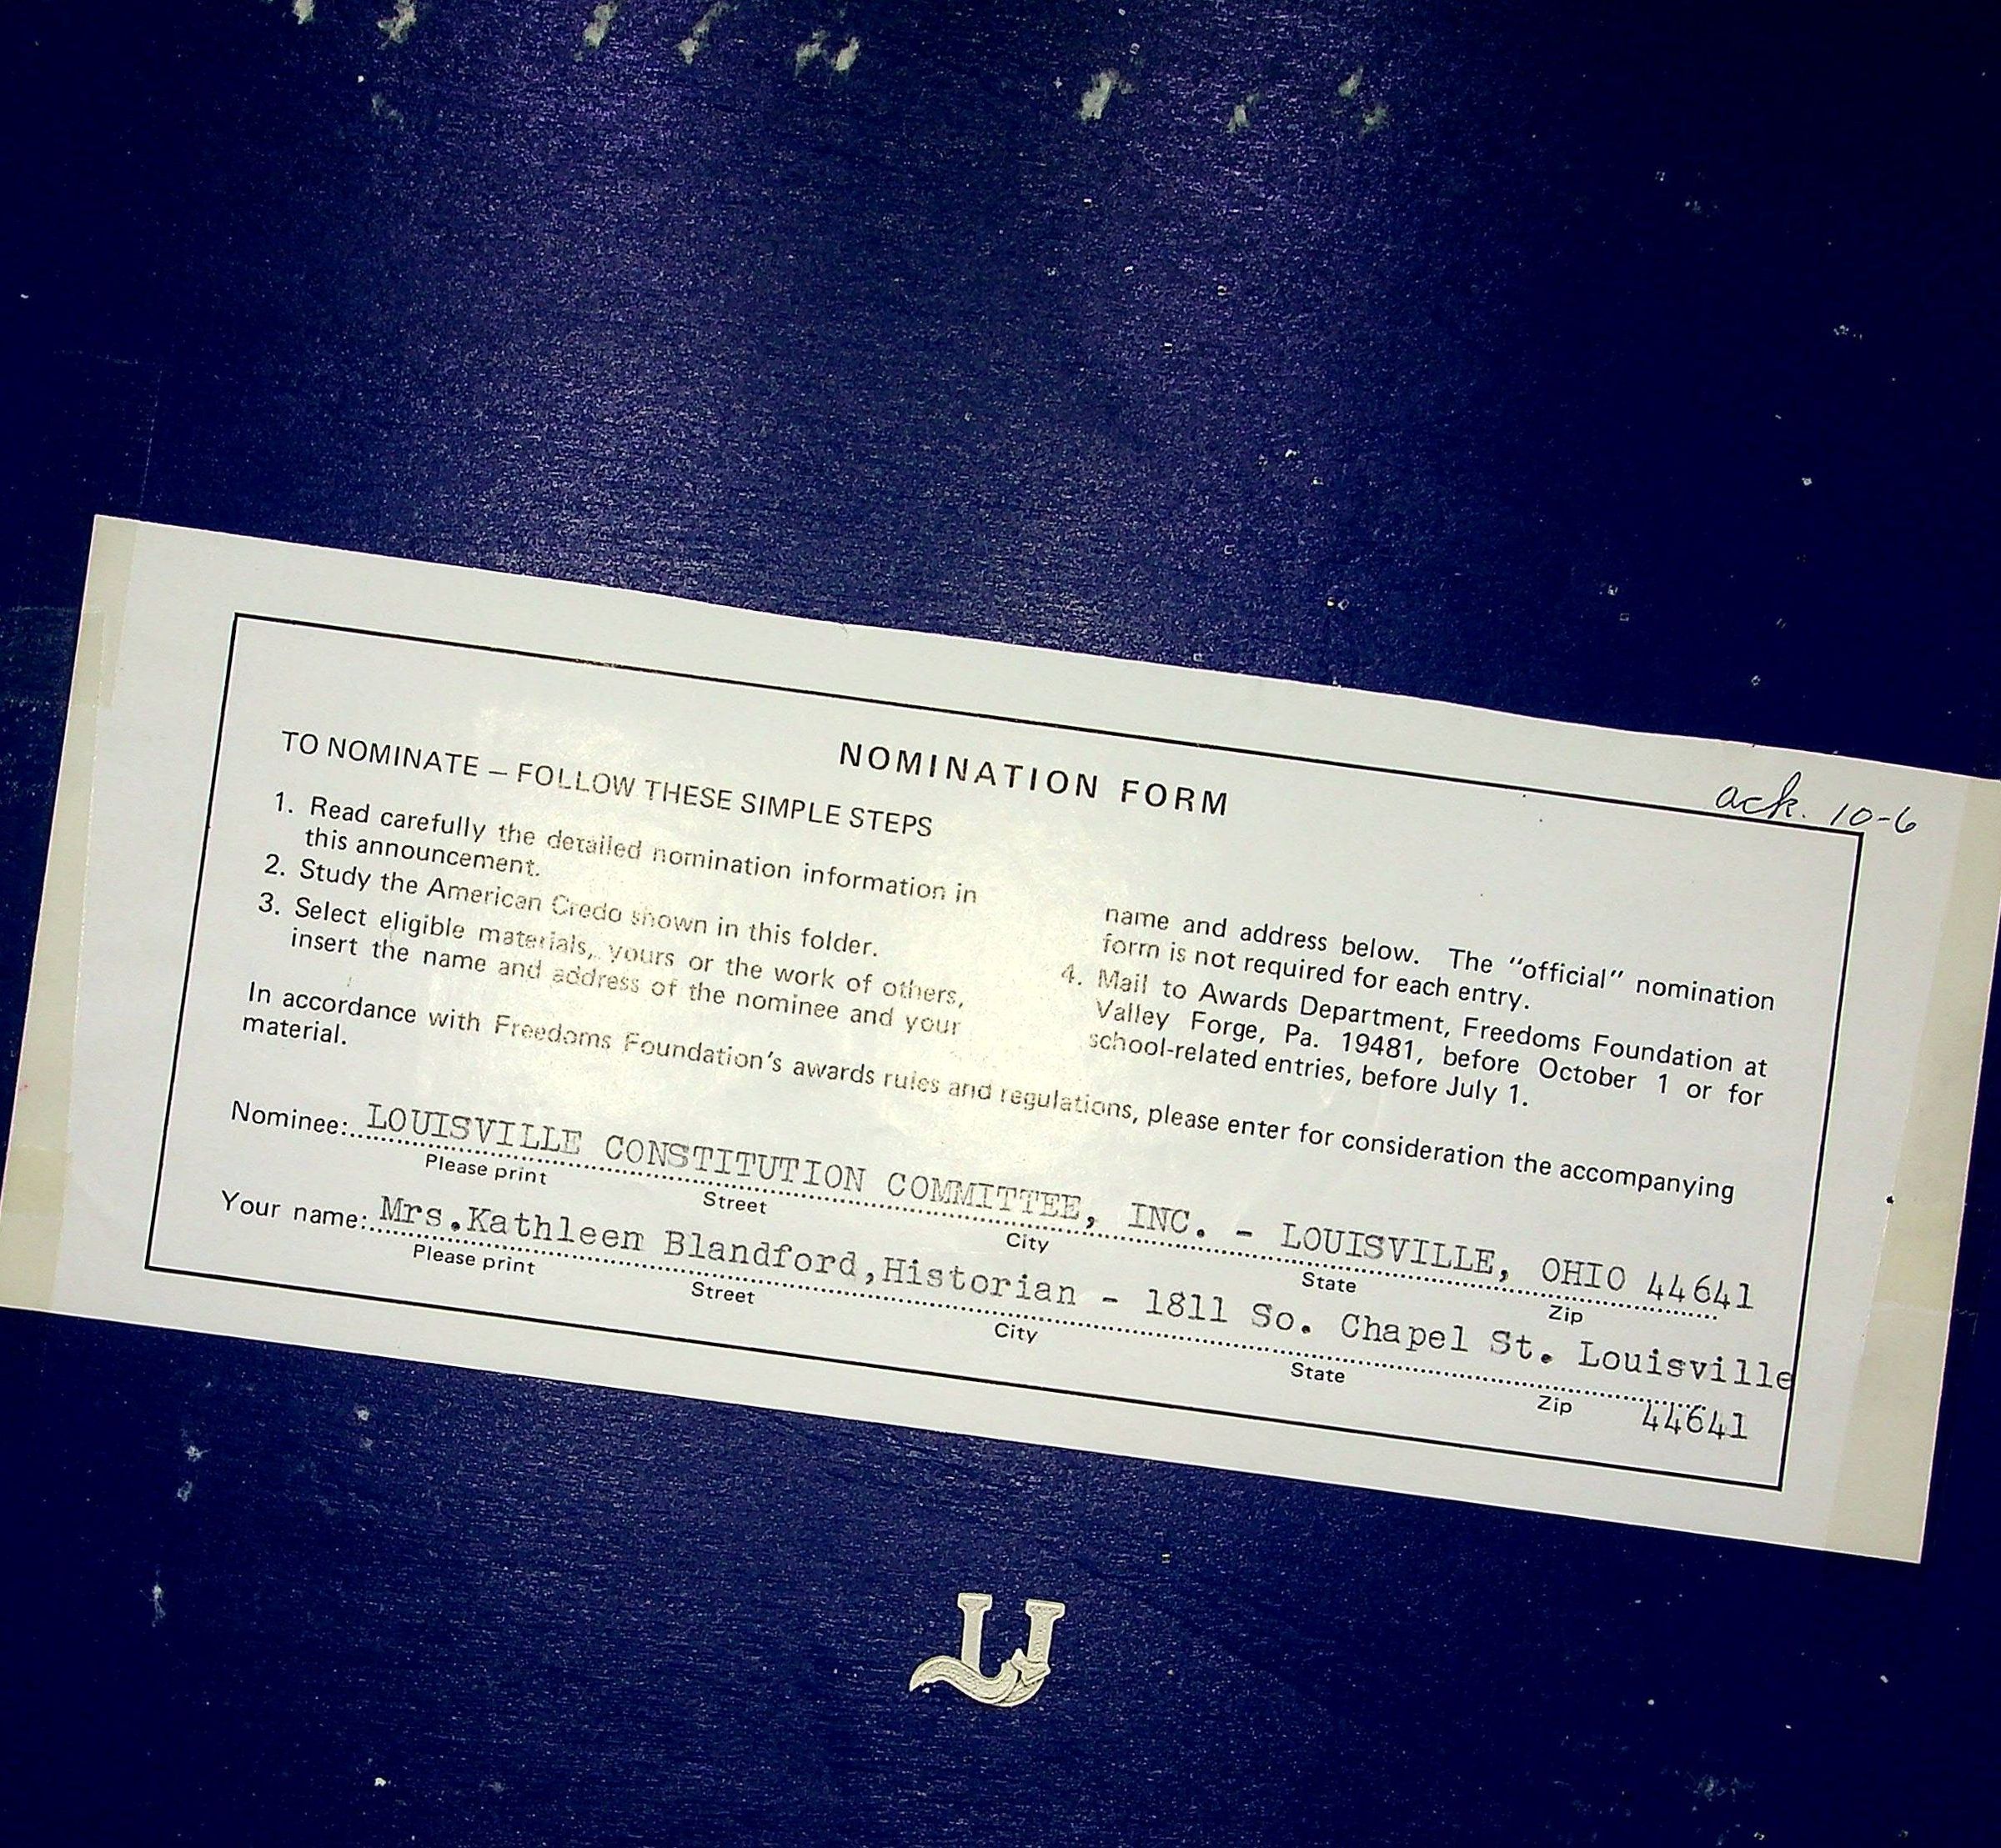 ack. 10-6
NOMINATION FORM
TO NOMINATE – FOLLOW THESE SIMPLE STEPS
1. Read carefully the detailed nomination information in
this announcement.
2. Study the American Credo shown in this folder.
3. Select eligible materials, yours or the work of others,
insert the name and address of the nominee and your
name and address below. The "official" nomination
form is not required for each entry.
4. Mail to Awards Department, Freedoms Foundation at
Valley Forge, Pa. 19481, before October 1 or for
school-related entries, before July 1.
In accordance with Freedoms Foundation's awards rules and regulations, please enter for consideration the accompanying
material.
Nominee: LOUISVILLE CONSTITUTION COMMITTEE, INC. - LOUISVILLE, OHIO 44641
Please print Street City State Zip
Your name: Mrs.Kathleen Blandford,Historian - 1811 So. Chapel St. Louisville
Please print Street City State Zip 44641
U